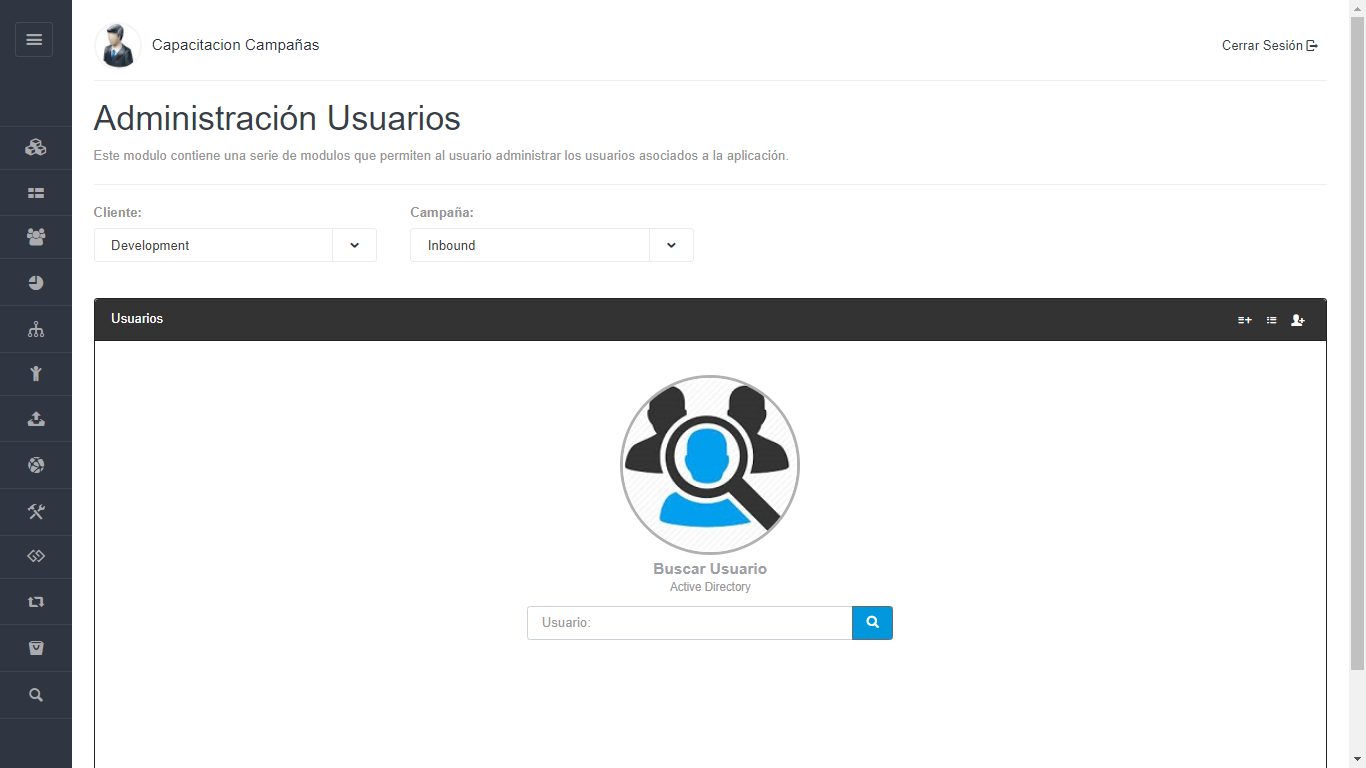 Capacitacion Campañas
Cerrar Sesión
Administración Usuarios
Este modulo contiene una serie de modulos que permiten al usuario administrar los usuarios asociados a la aplicación.
Cliente:
Campaña:
Development
Inbound
Usuarios
Buscar Usuario
Active Directory
Usuario: